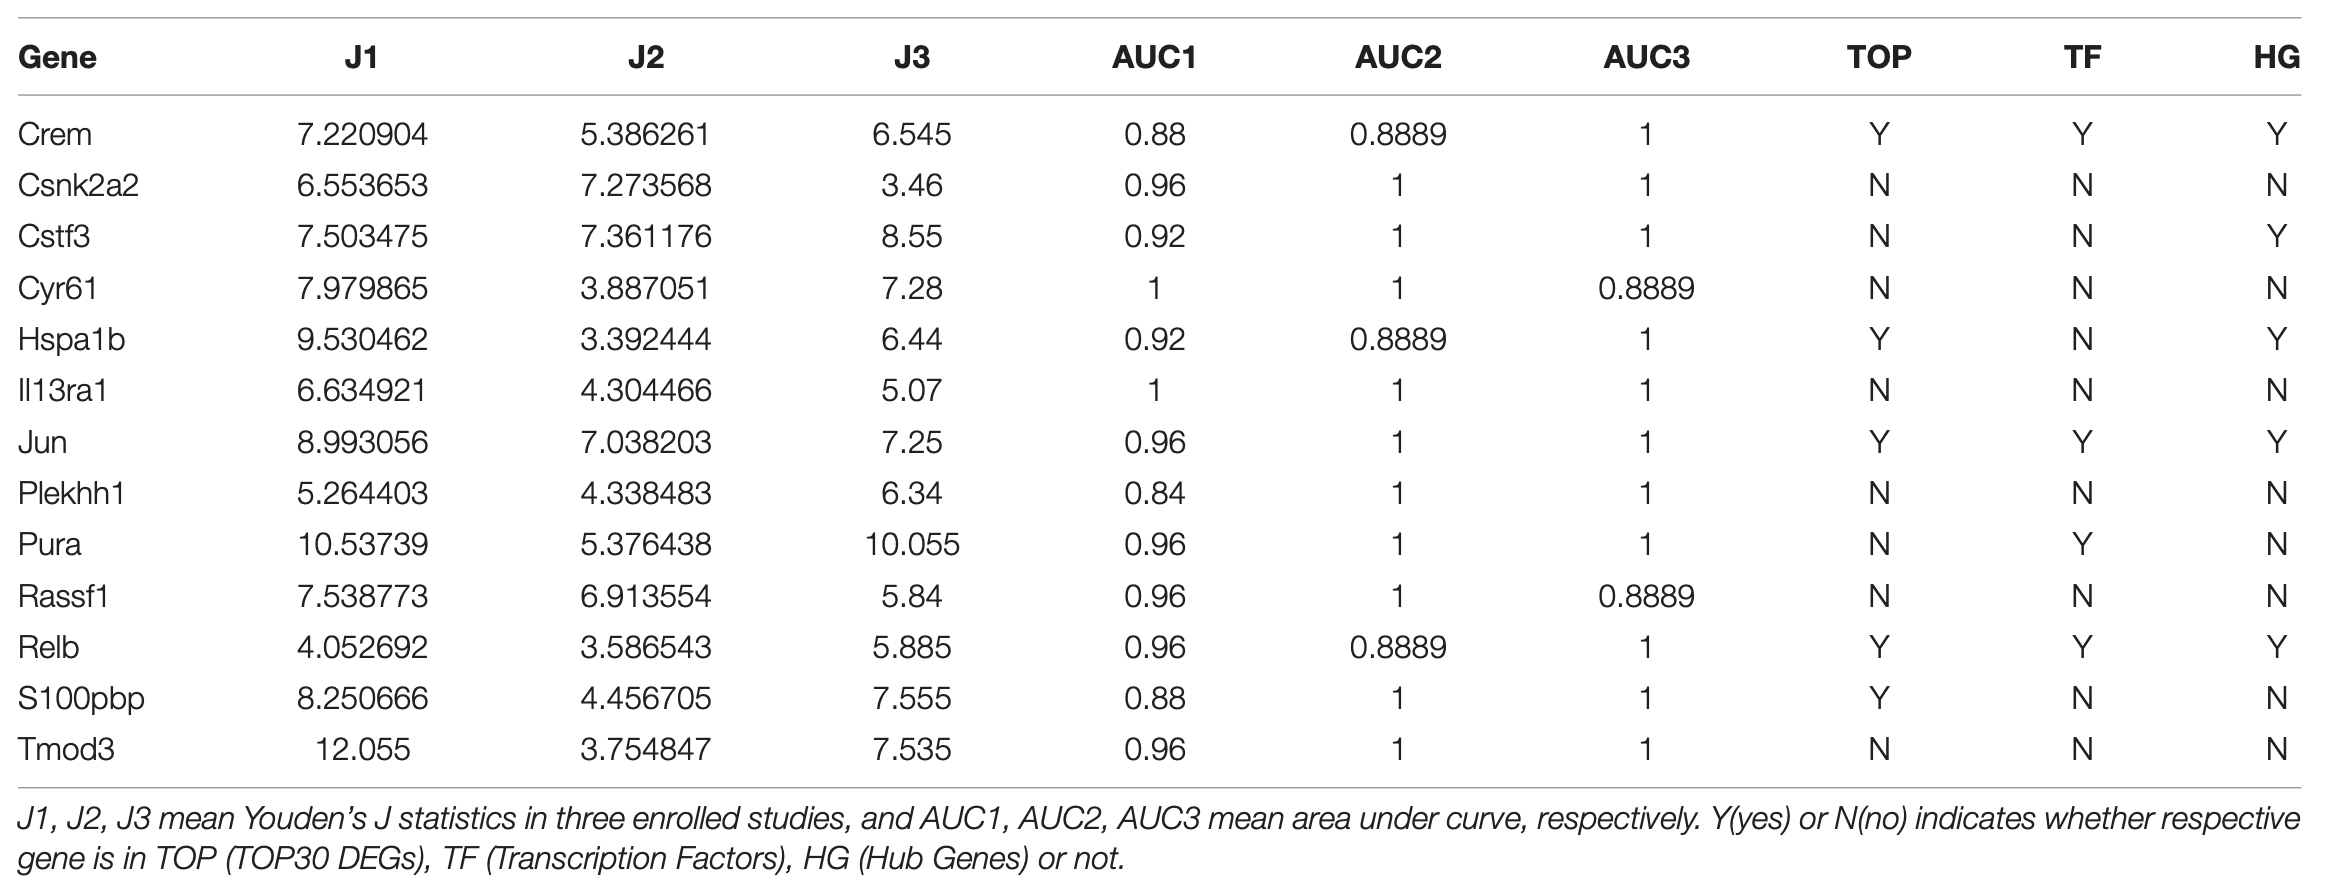 Gene J1 J2 J3 AUC1 AUC2 AUC3 TOP TF HG
Crem 7.220904 5.386261 6.545 0.88 0.8889 1 Y Y Y
Csnk2a2 6.553653 7.273568 3.46 0.96 1 1 N N N
Cstf3 7.503475 7.361176 8.55 0.92 1 1 N N Y
Cyr61 7.979865 3.887051 7.28 1 1 0.8889 N N N
Hspa1b 9.530462 3.392444 6.44 0.92 0.8889 1 Y N Y
Il13ra1 6.634921 4.304466 5.07 1 1 1 N N N
Jun 8.993056 7.038203 7.25 0.96 1 1 Y Y Y
Plekhh1 5.264403 4.338483 6.34 0.84 1 1 N N N
Pura 10.53739 5.376438 10.055 0.96 1 1 N Y N
Rassf1 7.538773 6.913554 5.84 0.96 1 0.8889 N N N
Relb 4.052692 3.586543 5.885 0.96 0.8889 1 Y Y Y
S100pbp 8.250666 4.456705 7.555 0.88 1 1 Y N N
Tmod3 12.055 3.754847 7.535 0.96 1 1 N N N
J1, J2, J3 mean Youden’s J statistics in three enrolled studies, and AUC1, AUC2, AUC3 mean area under curve, respectively. Y(yes) or N(no) indicates whether respective
gene is in TOP (TOP30 DEGs), TF (Transcription Factors), HG (Hub Genes) or not.